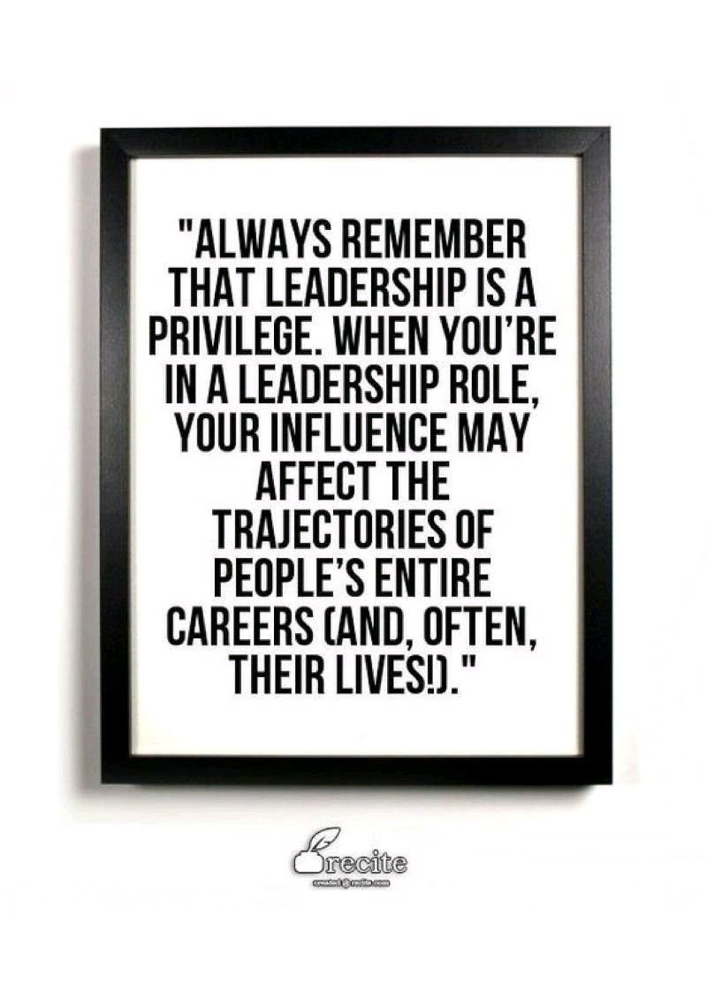 "ALWAYS REMEMBER
THAT LEADERSHIP IS A
PRIVILEGE. WHEN YOU’RE
IN A LEADERSHIP ROLE,
YOUR INFLUENCE MAY
AFFECT THE
TRAJECTORIES OF
PEOPLE’S ENTIRE
CAREERS (AND, OFTEN,
THEIR LIVES!)."
recite
created @ recite.com